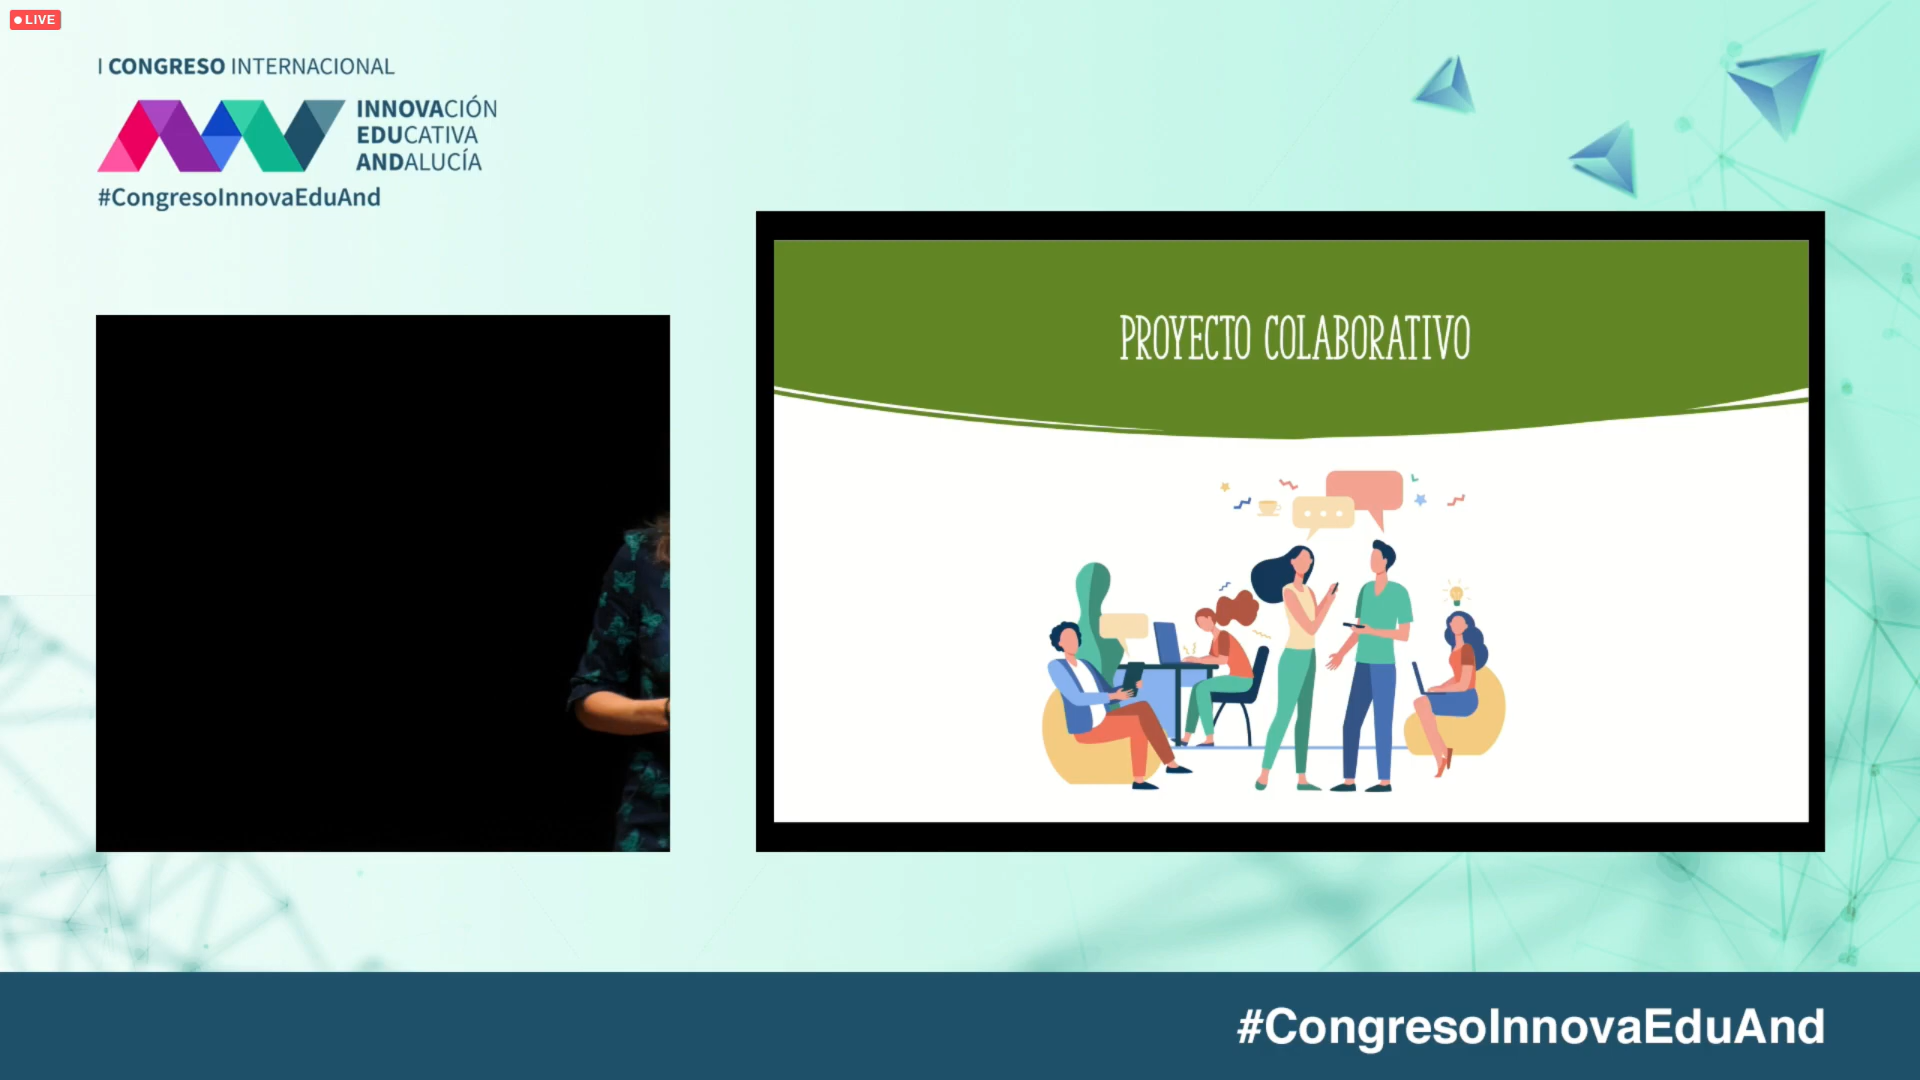 LIVE
I CONGRESO INTERNACIONAL
INNOVACIÓN
EDUCATIVA
ANDALUCÍA
#CongresoInnovaEduAnd
PROYECTO COLABORATIVO
#CongresoInnovaEduAnd